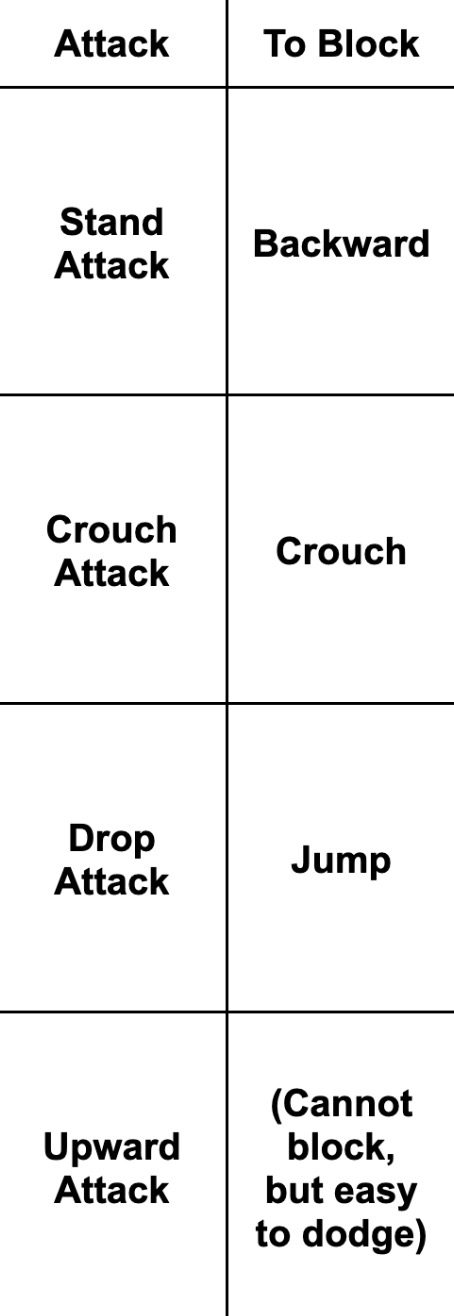 Attack To Block
Stand
Attack
Backward
Crouch
Attack
Crouch
Drop
Attack
Jump
Upward
Attack
(Cannot
block,
but easy
to dodge)